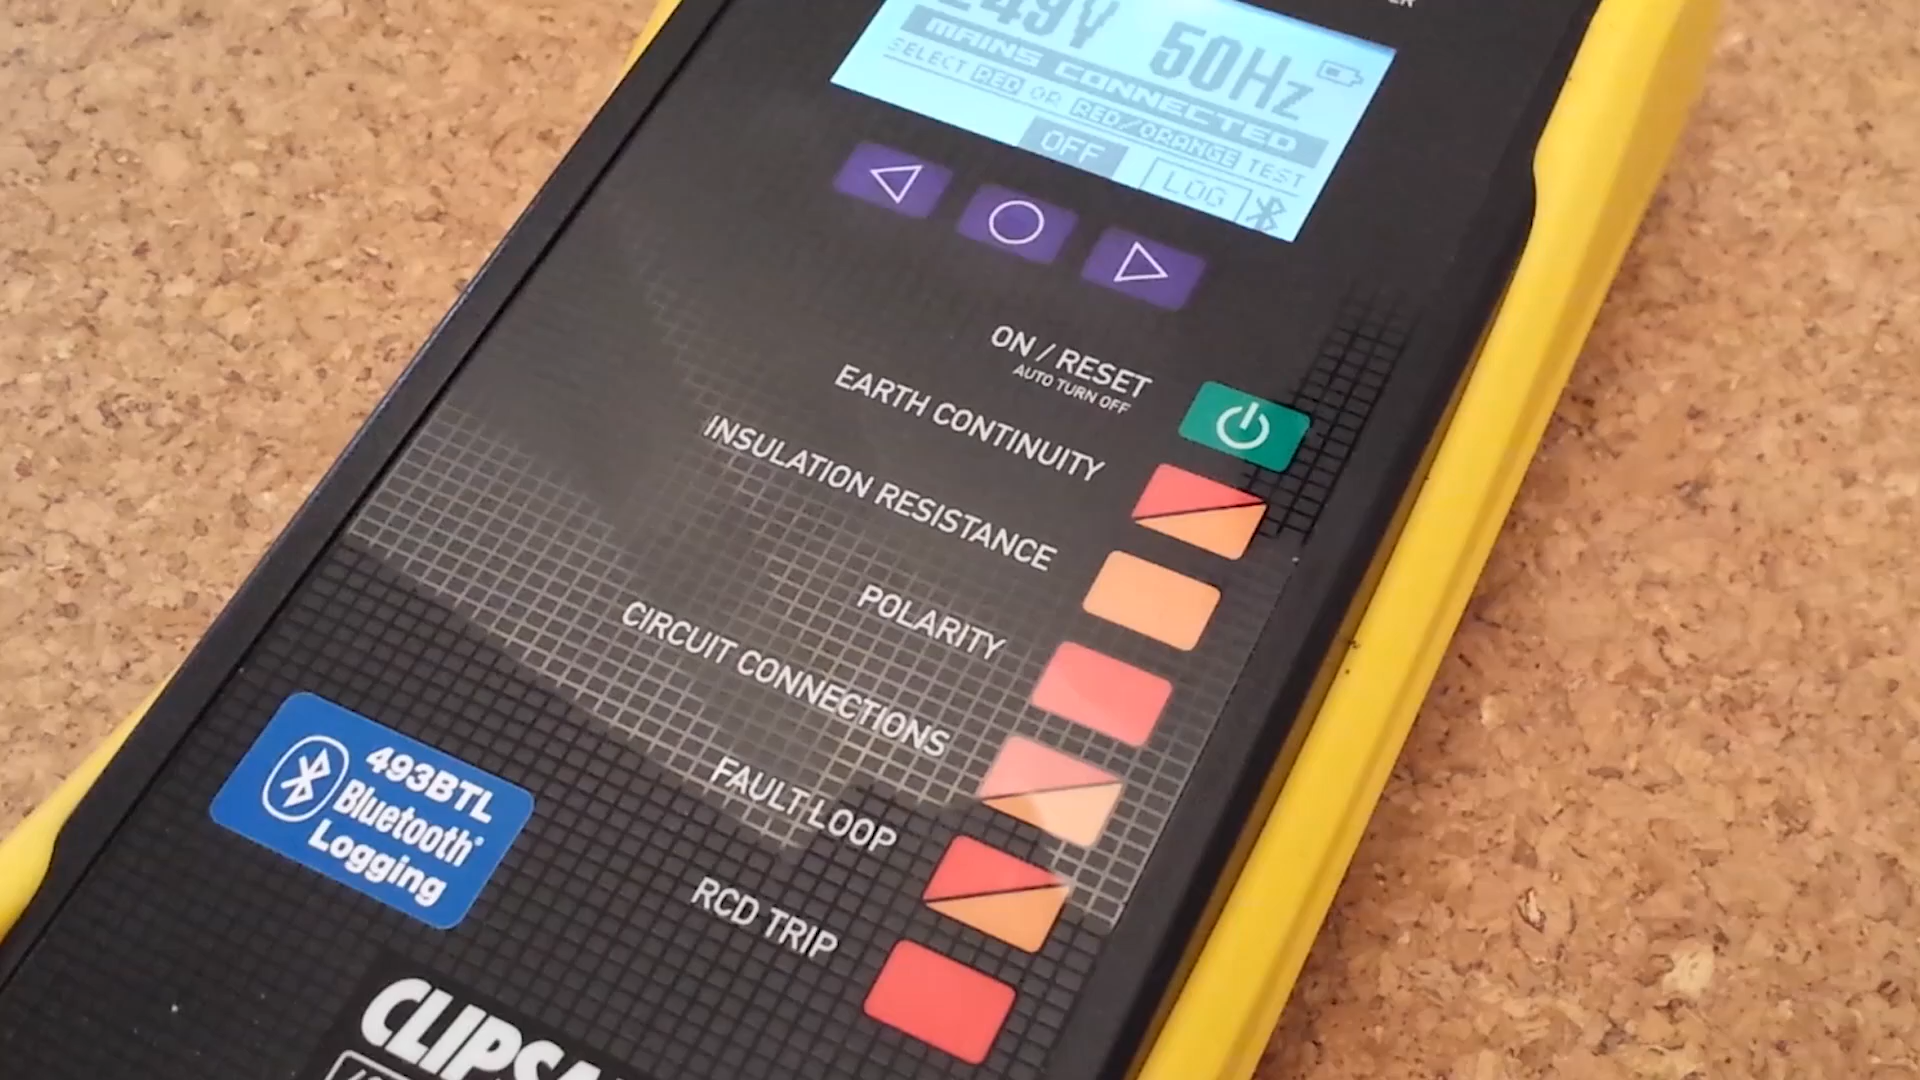 249V 50Hz
MAINS CONNECTED
SELECT RED OR RED/ORANGE TEST
OFF LOG
ON / RESET
AUTO TURN OFF
EARTH CONTINUITY
INSULATION RESISTANCE
POLARITY
CIRCUIT CONNECTIONS
FAULT LOOP
RCD TRIP
493BTL
Bluetooth®
Logging